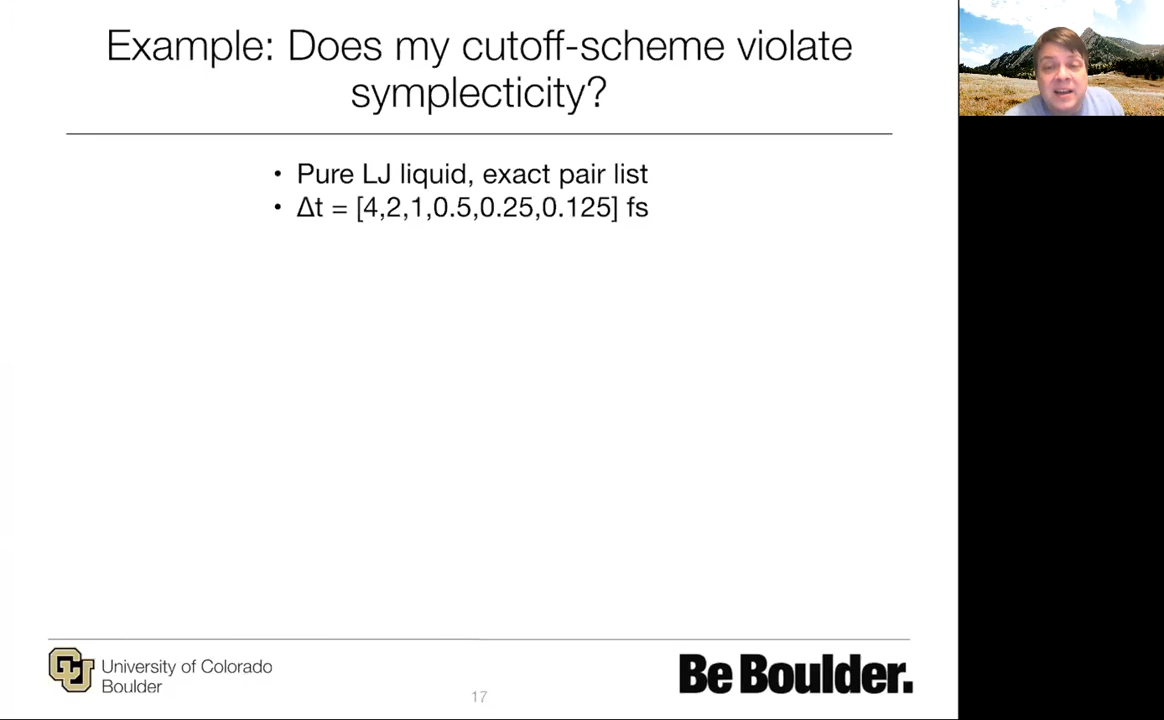 Example: Does my cutoff-scheme violate
symplecticity?
• Pure LJ liquid, exact pair list
• Δt = [4,2,1,0.5,0.25,0.125] fs
University of Colorado
Boulder
17
Be Boulder.